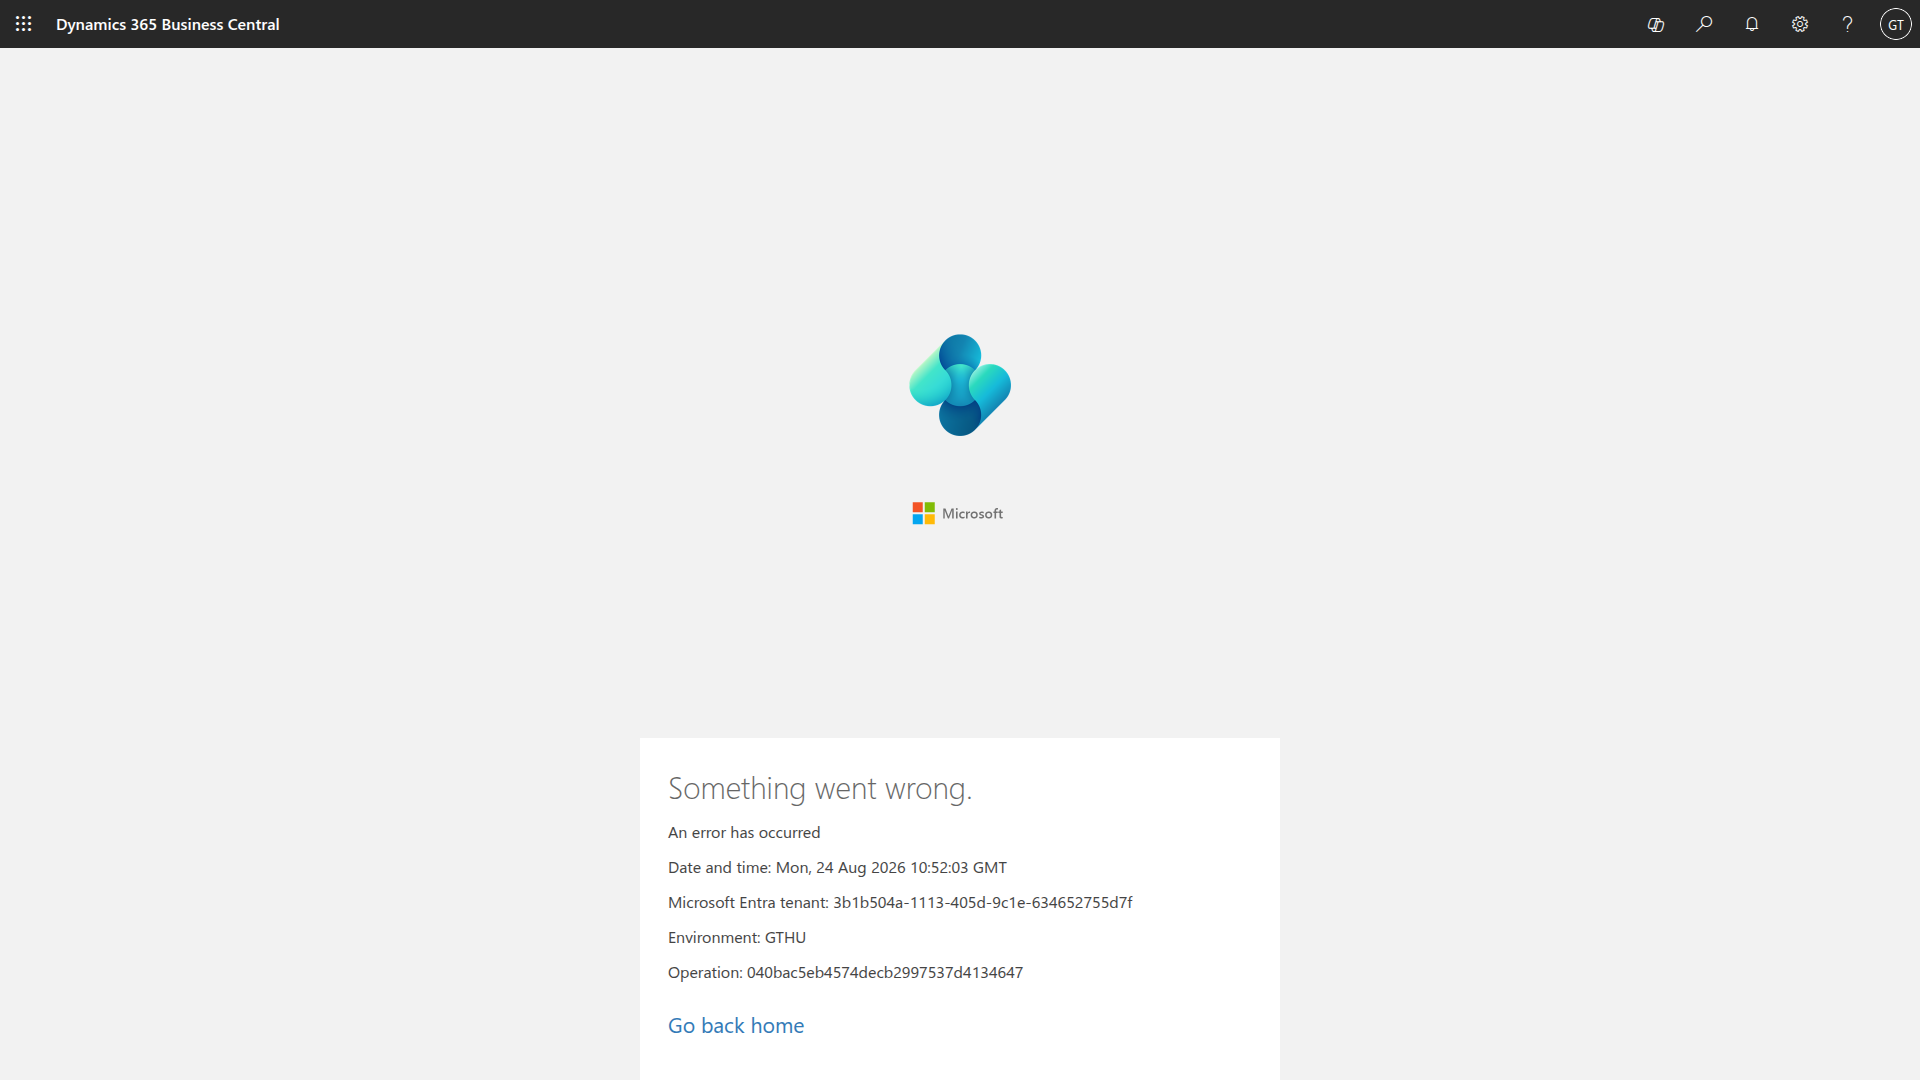 Dynamics 365 Business Central
GT
Microsoft
Something went wrong.
An error has occurred
Date and time: Mon, 24 Aug 2026 10:52:03 GMT
Microsoft Entra tenant: 3b1b504a-1113-405d-9c1e-634652755d7f
Environment: GTHU
Operation: 040bac5eb4574decb2997537d4134647
Go back home